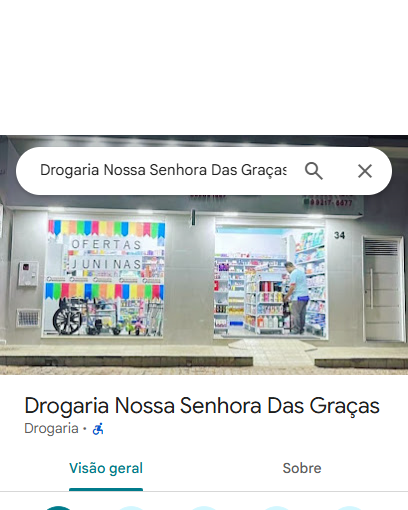 Drogaria Nossa Senhora Das Graças
34
OFERTAS
JUNINAS
Drogaria Nossa Senhora Das Graças
Drogaria ·
Visão geral
Sobre